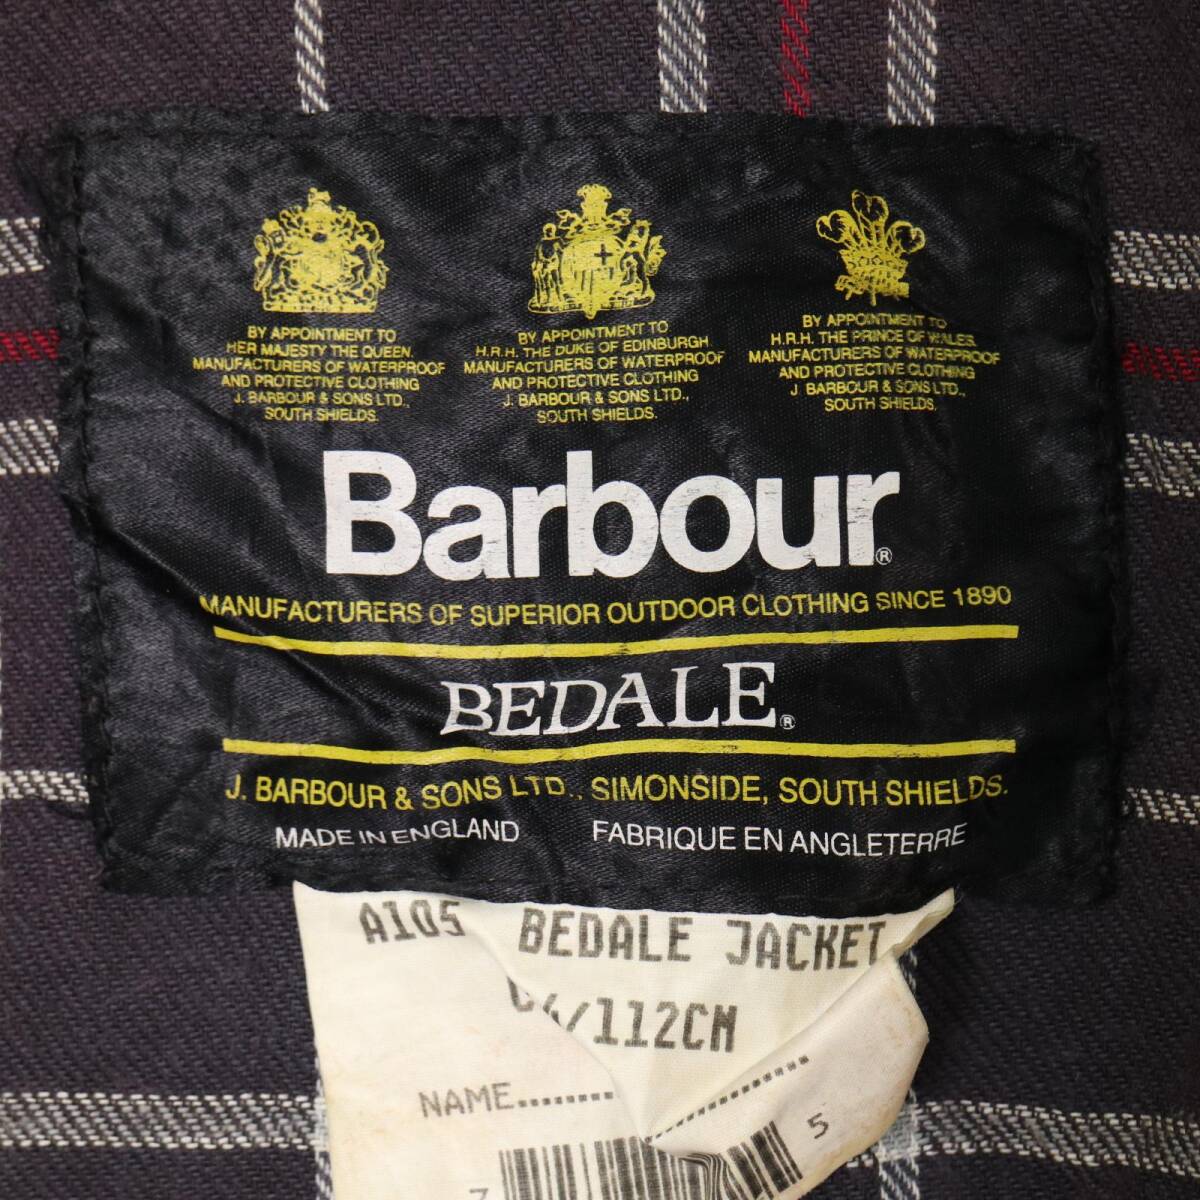 BY APPOINTMENT TO
HER MAJESTY THE QUEEN.
MANUFACTURERS OF WATERPROOF
AND PROTECTIVE CLOTHING
J. BARBOUR & SONS LTD.,
SOUTH SHIELDS.
BY APPOINTMENT TO
H.R.H. THE DUKE OF EDINBURGH
MANUFACTURERS OF WATERPROOF
AND PROTECTIVE CLOTHING
J. BARBOUR & SONS LTD.,
SOUTH SHIELDS.
BY APPOINTMENT TO
H.R.H. THE PRINCE OF WALES
MANUFACTURERS OF WATERPROOF
AND PROTECTIVE CLOTHING
J. BARBOUR & SONS LTD.,
SOUTH SHIELDS.
Barbour®
MANUFACTURERS OF SUPERIOR OUTDOOR CLOTHING SINCE 1890
BEDALE®
J. BARBOUR & SONS LTD., SIMONSIDE, SOUTH SHIELDS.
MADE IN ENGLAND FABRIQUE EN ANGLETERRE
A105 BEDALE JACKET
/112CM
NAME
5